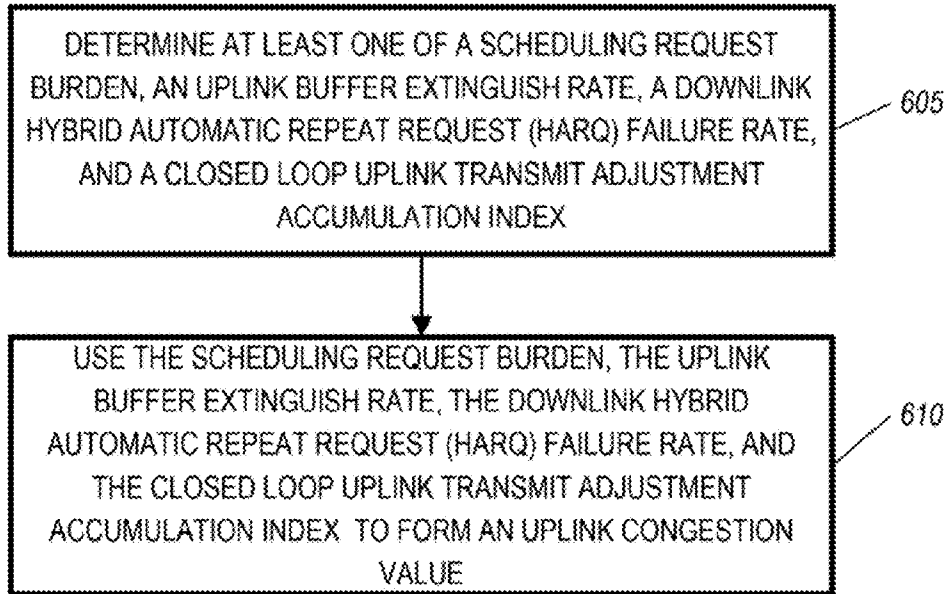 DETERMINE AT LEAST ONE OF A SCHEDULING REQUEST
BURDEN, AN UPLINK BUFFER EXTINGUISH RATE, A DOWNLINK
HYBRID AUTOMATIC REPEAT REQUEST (HARQ) FAILURE RATE,
AND A CLOSED LOOP UPLINK TRANSMIT ADJUSTMENT
ACCUMULATION INDEX
605
USE THE SCHEDULING REQUEST BURDEN, THE UPLINK
BUFFER EXTINGUISH RATE, THE DOWNLINK HYBRID
AUTOMATIC REPEAT REQUEST (HARQ) FAILURE RATE, AND
THE CLOSED LOOP UPLINK TRANSMIT ADJUSTMENT
ACCUMULATION INDEX TO FORM AN UPLINK CONGESTION
VALUE
610